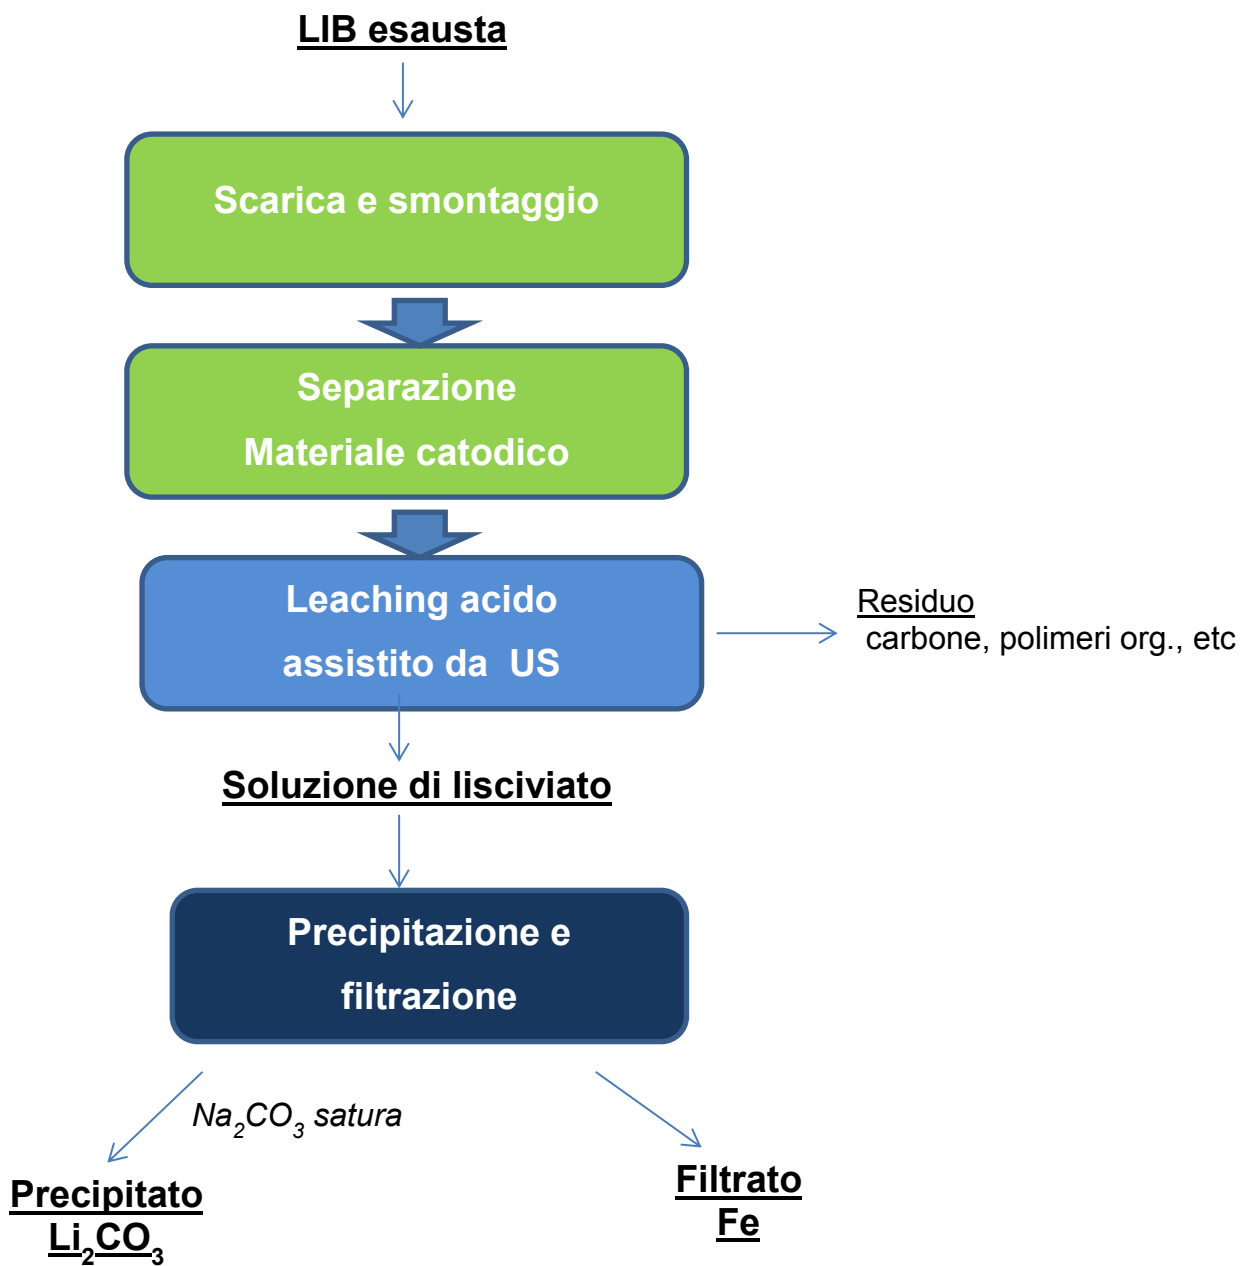 LIB esausta
Scarica e smontaggio
Separazione
Materiale catodico
Leaching acido
assistito da US
Residuo
carbone, polimeri org., etc
Soluzione di lisciviato
Precipitazione e
filtrazione
Na₂CO₃ satura
Precipitato
Li₂CO₃
Filtrato
Fe